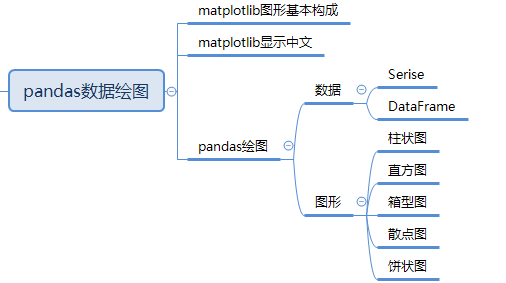 pandas数据绘图
matplotlib图形基本构成
matplotlib显示中文
pandas绘图
数据
Serise
DataFrame
图形
柱状图
直方图
箱型图
散点图
饼状图